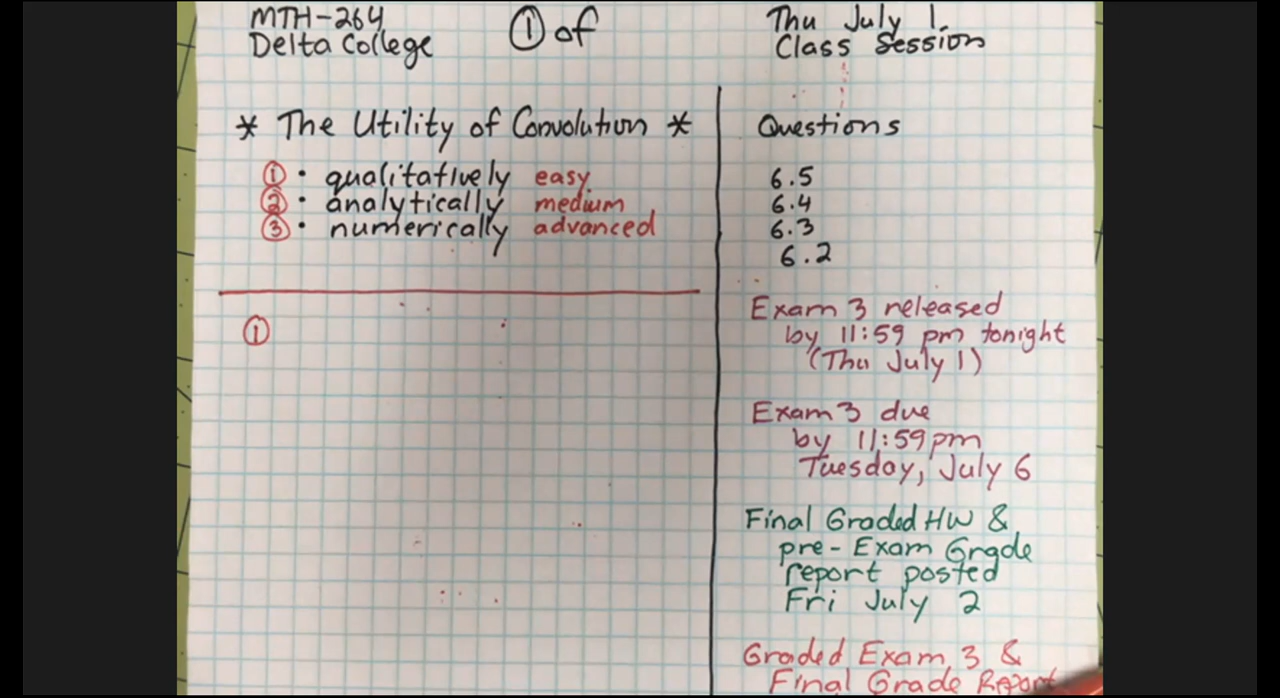 MTH-264
Delta College
① of
Thu July 1
Class Session
* The Utility of Convolution *
① · qualitatively easy
② · analytically medium
③ · numerically advanced
①
Questions
6.5
6.4
6.3
6.2
Exam 3 released
by 11:59 pm tonight
(Thu July 1)
Exam 3 due
by 11:59pm
Tuesday, July 6
Final Graded HW &
pre-Exam Grade
report posted
Fri July 2
Graded Exam 3 &
Final Grade Report